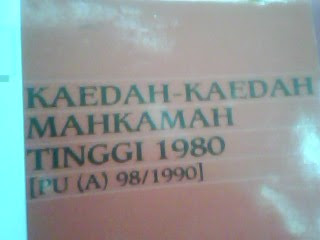 KAEDAH-KAEDAH
MAHKAMAH
TINGGI 1980
[PU (A) 98/1990]